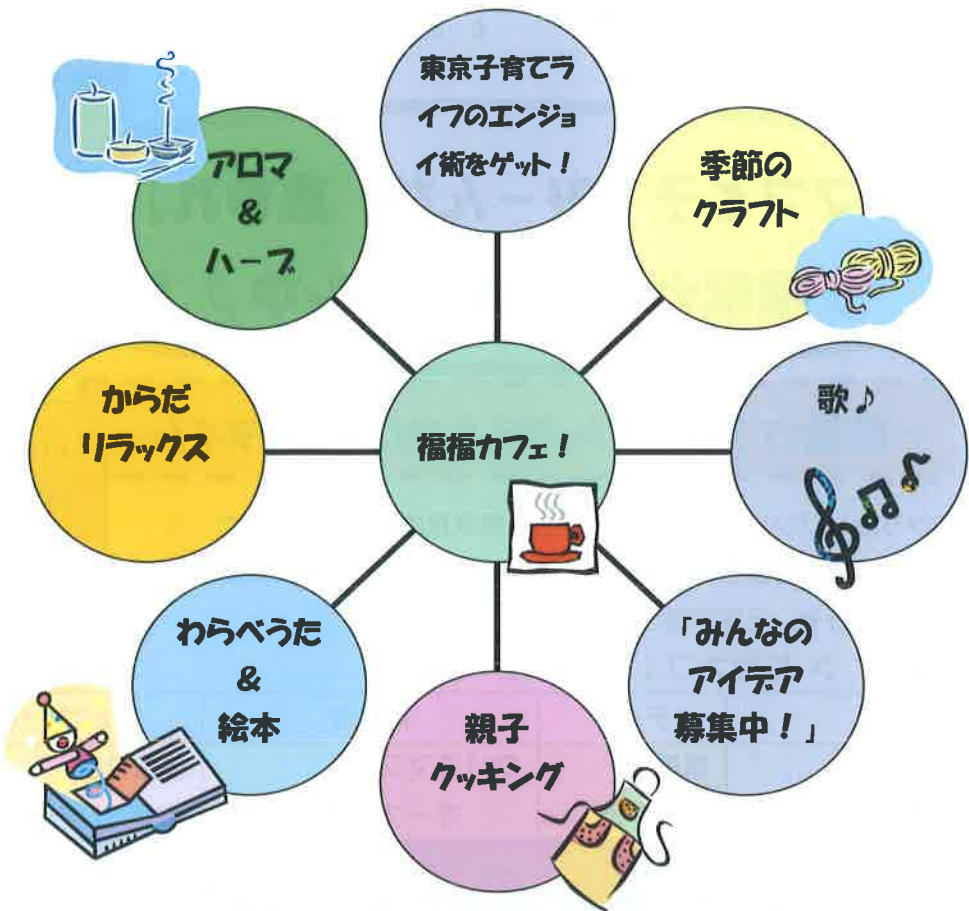 東京子育てラ
イフのエンジョ
イ術をゲット！
季節の
クラフト
歌♪
「みんなの
アイデア
募集中！」
親子
クッキング
わらべうた
&
絵本
からだ
リラックス
アロマ
&
ハーブ
福福カフェ！